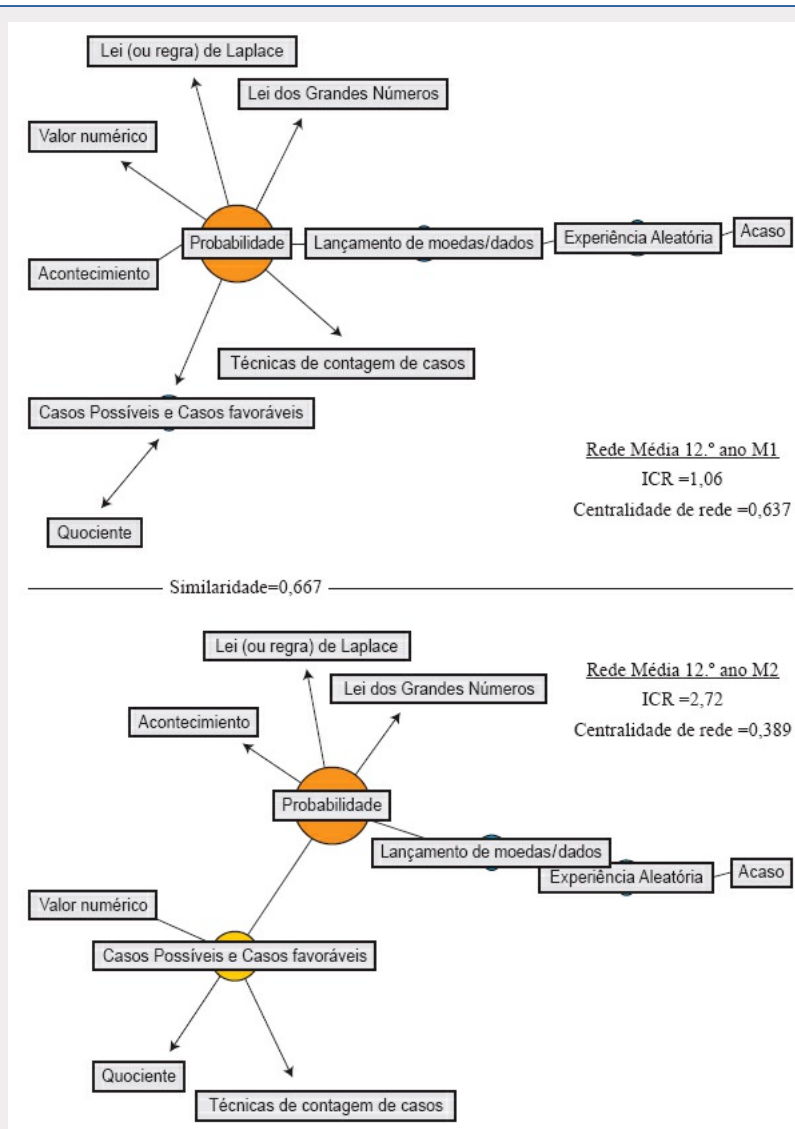 Lei (ou regra) de Laplace
Lei dos Grandes Números
Valor numérico
Probabilidade
Lançamento de moedas/dados
Experiência Aleatória
Acaso
Acontecimento
Técnicas de contagem de casos
Casos Possíveis e Casos favoráveis
Quociente
Rede Média 12.º ano M1
ICR =1,06
Centralidade de rede =0,637
Similaridade=0,667
Lei (ou regra) de Laplace
Lei dos Grandes Números
Acontecimento
Rede Média 12.º ano M2
ICR =2,72
Centralidade de rede =0,389
Probabilidade
Lançamento de moedas/dados
Experiência Aleatória
Acaso
Valor numérico
Casos Possíveis e Casos favoráveis
Quociente
Técnicas de contagem de casos